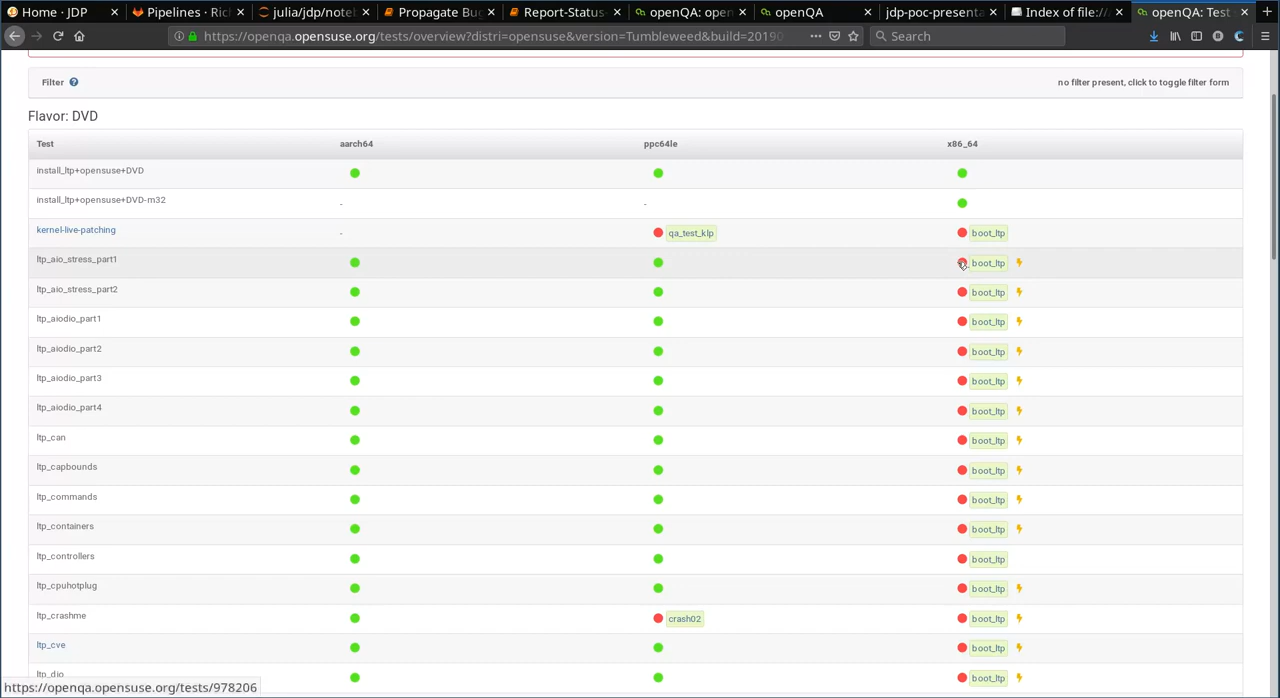 Home · JDP
Pipelines · Ric
julia/jdp/note
Propagate Bug
Report-Status-
openQA: open
openQA
jdp-poc-presenta
Index of file://
openQA: Test
https://openqa.opensuse.org/tests/overview?distri=opensuse&version=Tumbleweed&build=20190
Search
Filter
no filter present, click to toggle filter form
Flavor: DVD
Test aarch64 ppc64le x86_64
install_ltp+opensuse+DVD
install_ltp+opensuse+DVD-m32 - -
kernel-live-patching - qa_test_klp boot_ltp
ltp_aio_stress_part1 boot_ltp
ltp_aio_stress_part2 boot_ltp
ltp_aiodio_part1 boot_ltp
ltp_aiodio_part2 boot_ltp
ltp_aiodio_part3 boot_ltp
ltp_aiodio_part4 boot_ltp
ltp_can boot_ltp
ltp_capbounds boot_ltp
ltp_commands boot_ltp
ltp_containers boot_ltp
ltp_controllers boot_ltp
ltp_cpuhotplug boot_ltp
ltp_crashme crash02 boot_ltp
ltp_cve boot_ltp
ltp_dio boot_ltp
https://openqa.opensuse.org/tests/978206